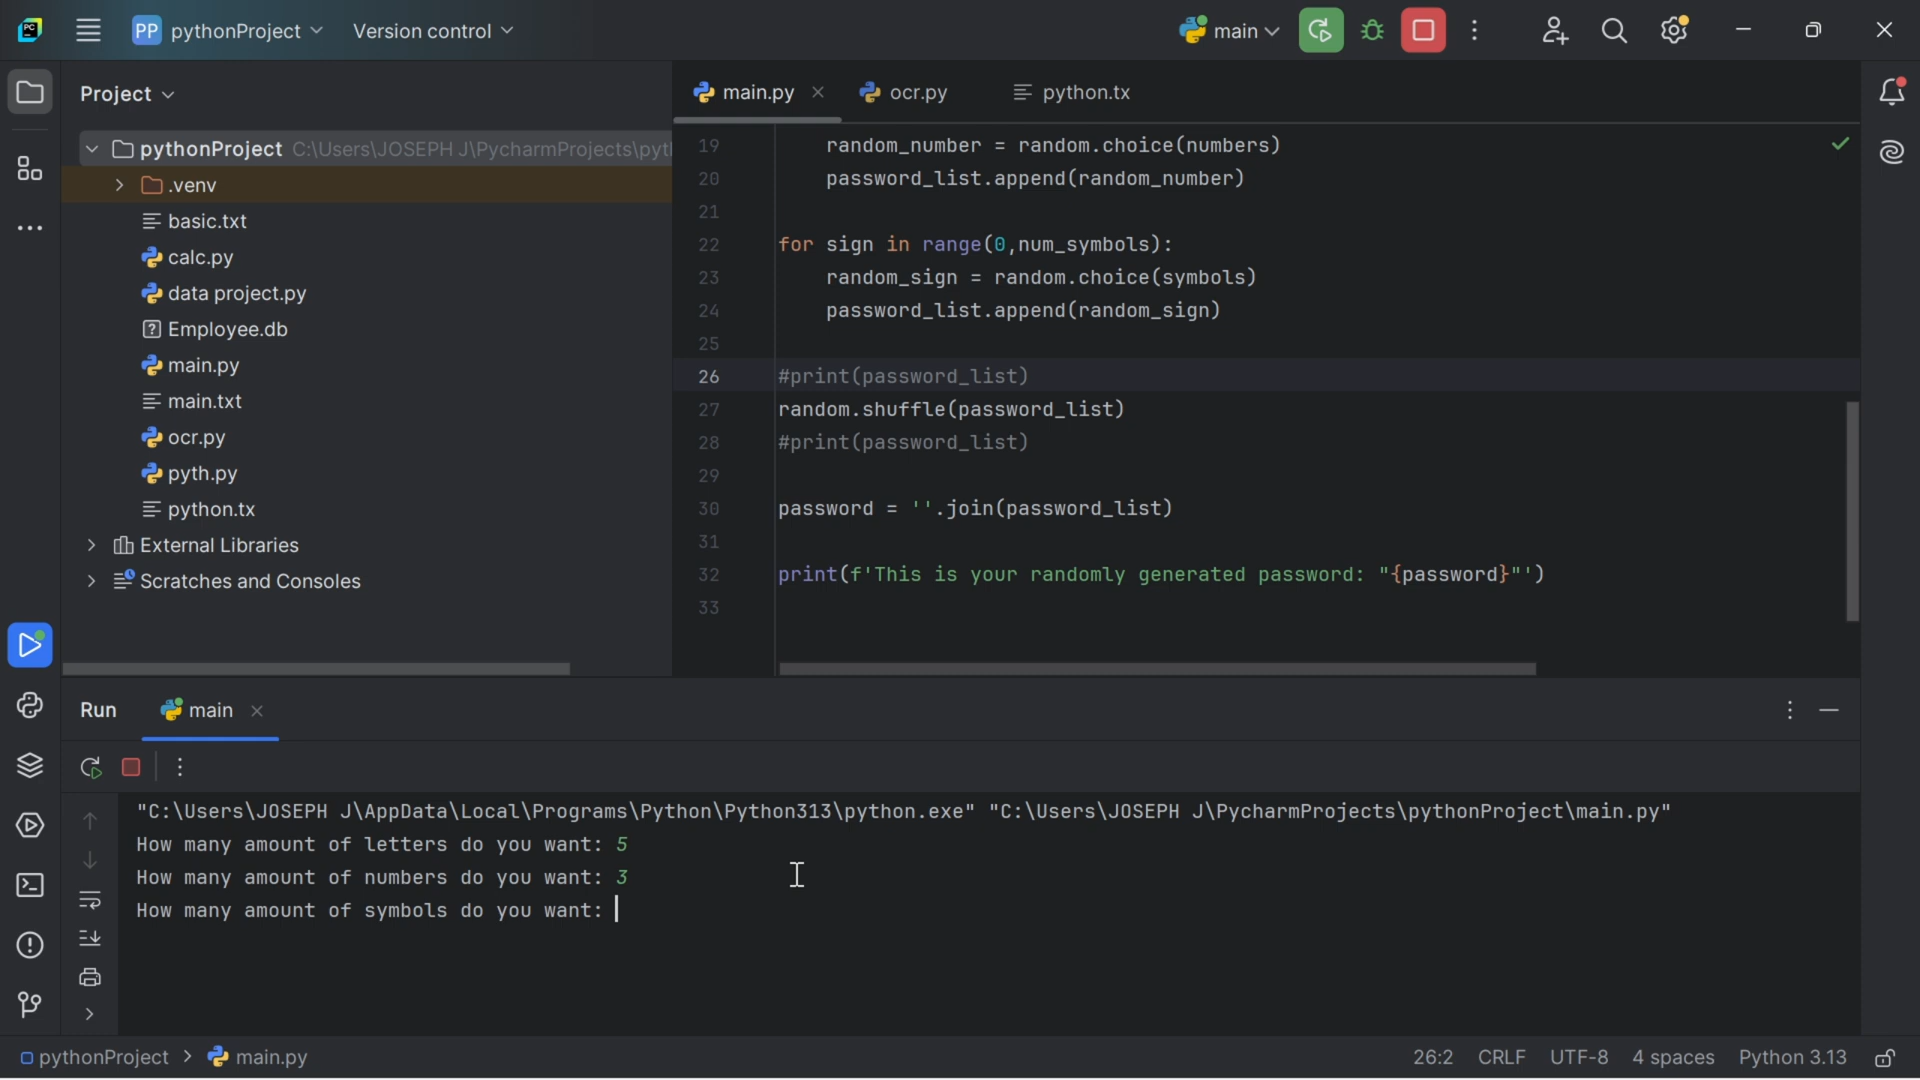 PC
PP pythonProject
Version control
main
Project
main.py
ocr.py
python.tx
pythonProject C:\Users\JOSEPH J\PycharmProjects\pyt
.venv
basic.txt
calc.py
data project.py
Employee.db
main.py
main.txt
ocr.py
pyth.py
python.tx
External Libraries
Scratches and Consoles
19 random_number = random.choice(numbers)
20 password_list.append(random_number)
21
22 for sign in range(0,num_symbols):
23 random_sign = random.choice(symbols)
24 password_list.append(random_sign)
25
26 #print(password_list)
27 random.shuffle(password_list)
28 #print(password_list)
29
30 password = ''.join(password_list)
31
32 print(f'This is your randomly generated password: "{password}"')
33
Run
main
"C:\Users\JOSEPH J\AppData\Local\Programs\Python\Python313\python.exe" "C:\Users\JOSEPH J\PycharmProjects\pythonProject\main.py"
How many amount of letters do you want: 5
How many amount of numbers do you want: 3
How many amount of symbols do you want:
pythonProject > main.py
26:2 CRLF UTF-8 4 spaces Python 3.13